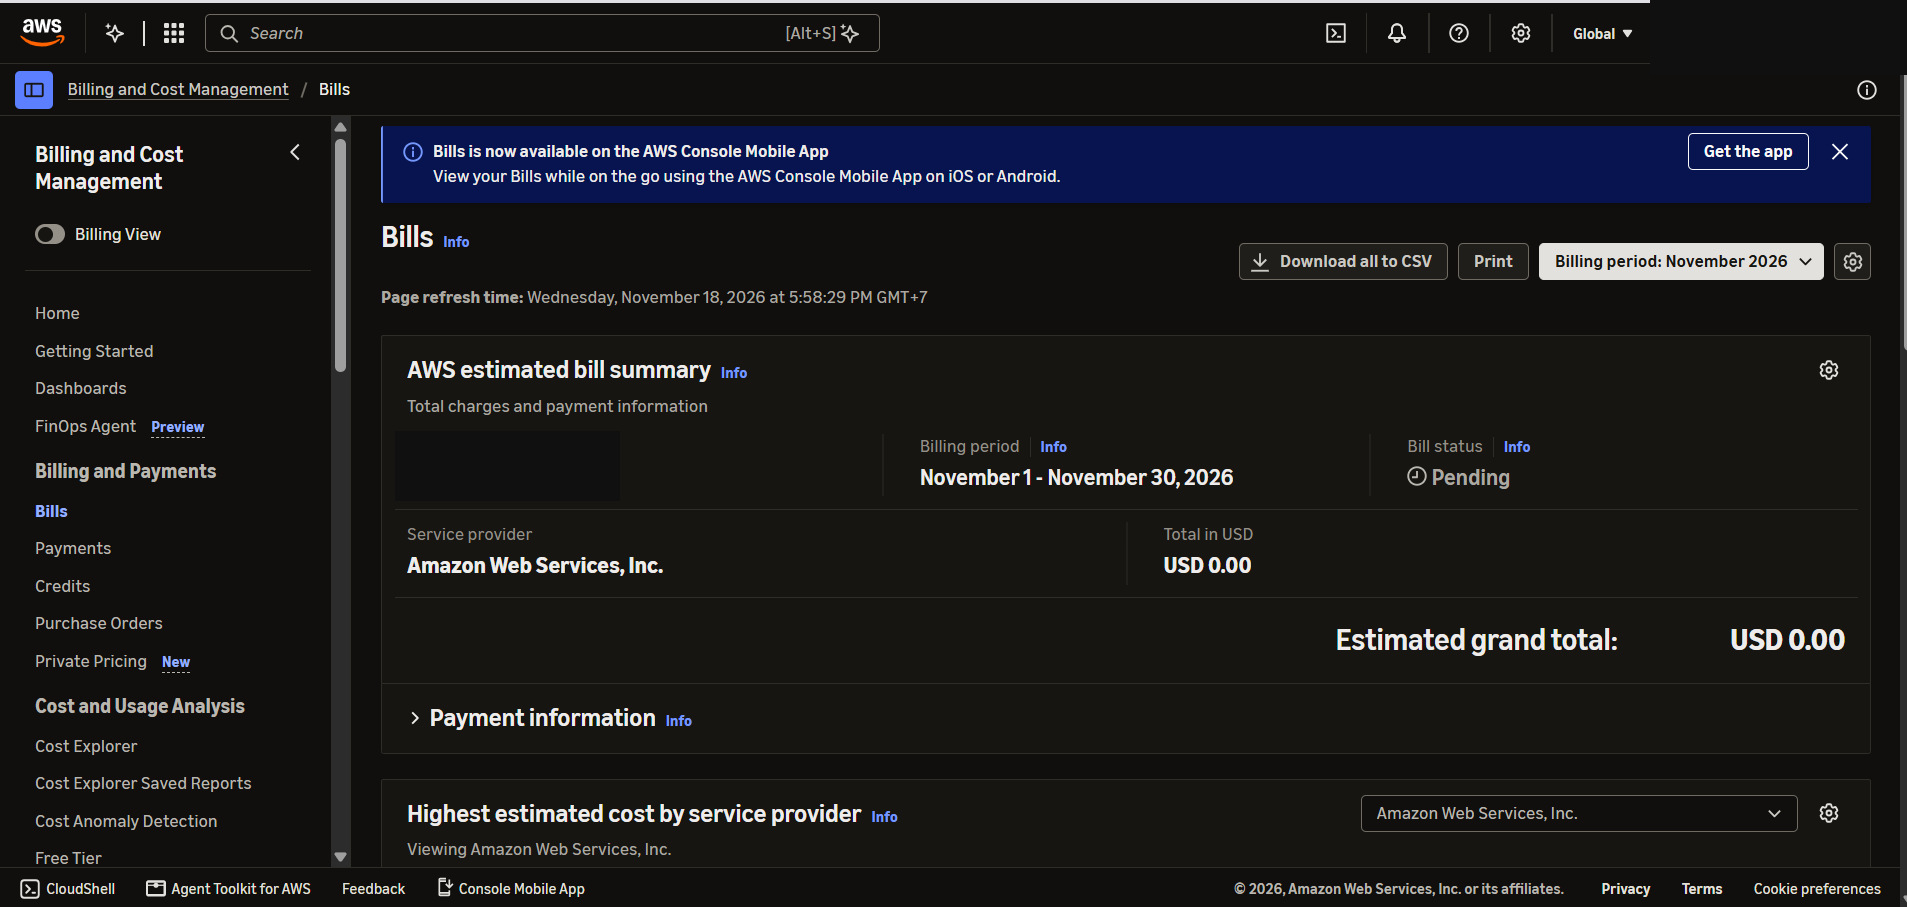 aws
Search [Alt+S]
Global
Billing and Cost Management / Bills
Billing and Cost
Management
Billing View
Home
Getting Started
Dashboards
FinOps Agent Preview
Billing and Payments
Bills
Payments
Credits
Purchase Orders
Private Pricing New
Cost and Usage Analysis
Cost Explorer
Cost Explorer Saved Reports
Cost Anomaly Detection
Free Tier
Bills is now available on the AWS Console Mobile App
View your Bills while on the go using the AWS Console Mobile App on iOS or Android.
Get the app
Bills Info
Download all to CSV
Print
Billing period: November 2026
Page refresh time: Wednesday, November 18, 2026 at 5:58:29 PM GMT+7
AWS estimated bill summary Info
Total charges and payment information
Billing period Info
November 1 - November 30, 2026
Bill status Info
Pending
Service provider
Amazon Web Services, Inc.
Total in USD
USD 0.00
Estimated grand total: USD 0.00
Payment information Info
Highest estimated cost by service provider Info
Viewing Amazon Web Services, Inc.
Amazon Web Services, Inc.
CloudShell Agent Toolkit for AWS Feedback Console Mobile App © 2026, Amazon Web Services, Inc. or its affiliates. Privacy Terms Cookie preferences